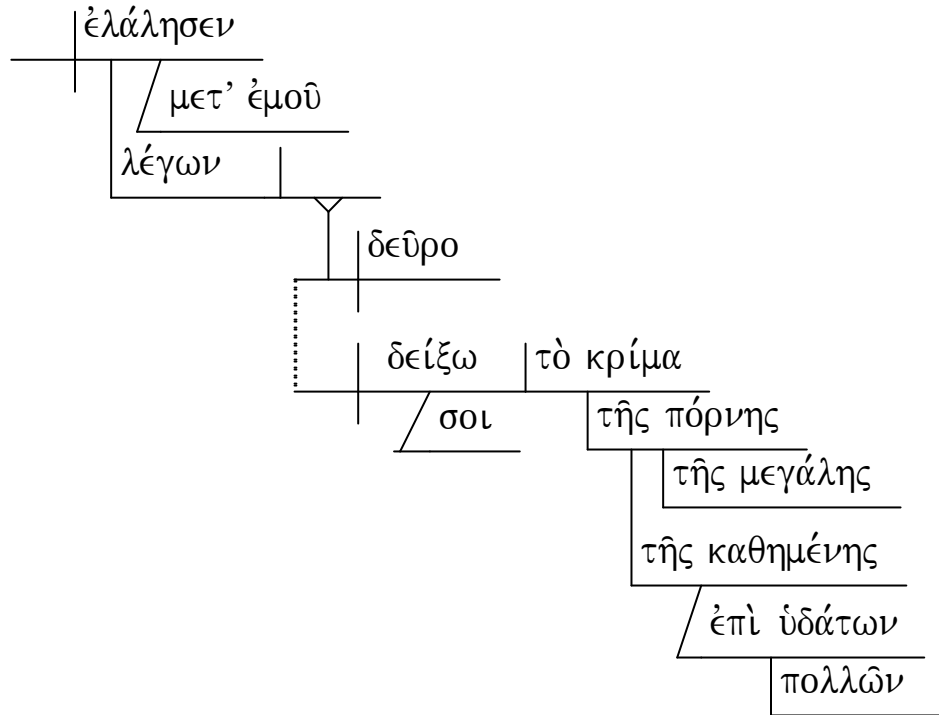 ἐλάλησεν
μετ’ ἐμοῦ
λέγων
δεῦρο
δείξω τὸ κρίμα
σοι τῆς πόρνης
τῆς μεγάλης
τῆς καθημένης
ἐπὶ ὑδάτων
πολλῶν